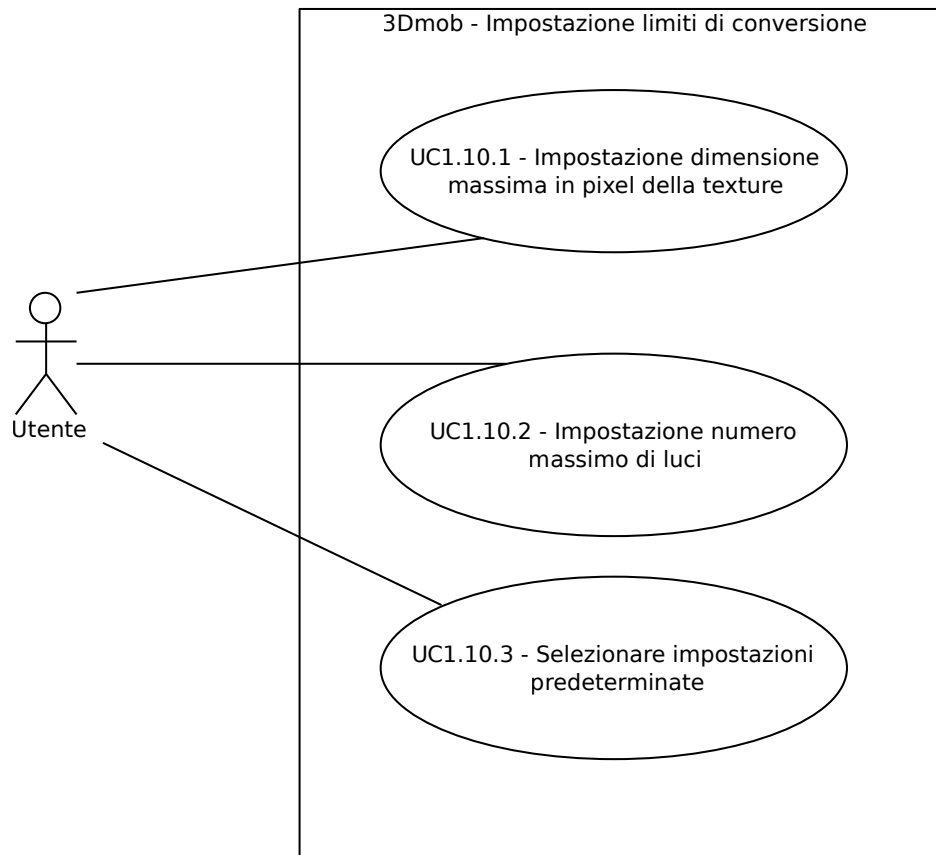 3Dmob - Impostazione limiti di conversione
UC1.10.1 - Impostazione dimensione
massima in pixel della texture
Utente
UC1.10.2 - Impostazione numero
massimo di luci
UC1.10.3 - Selezionare impostazioni
predeterminate